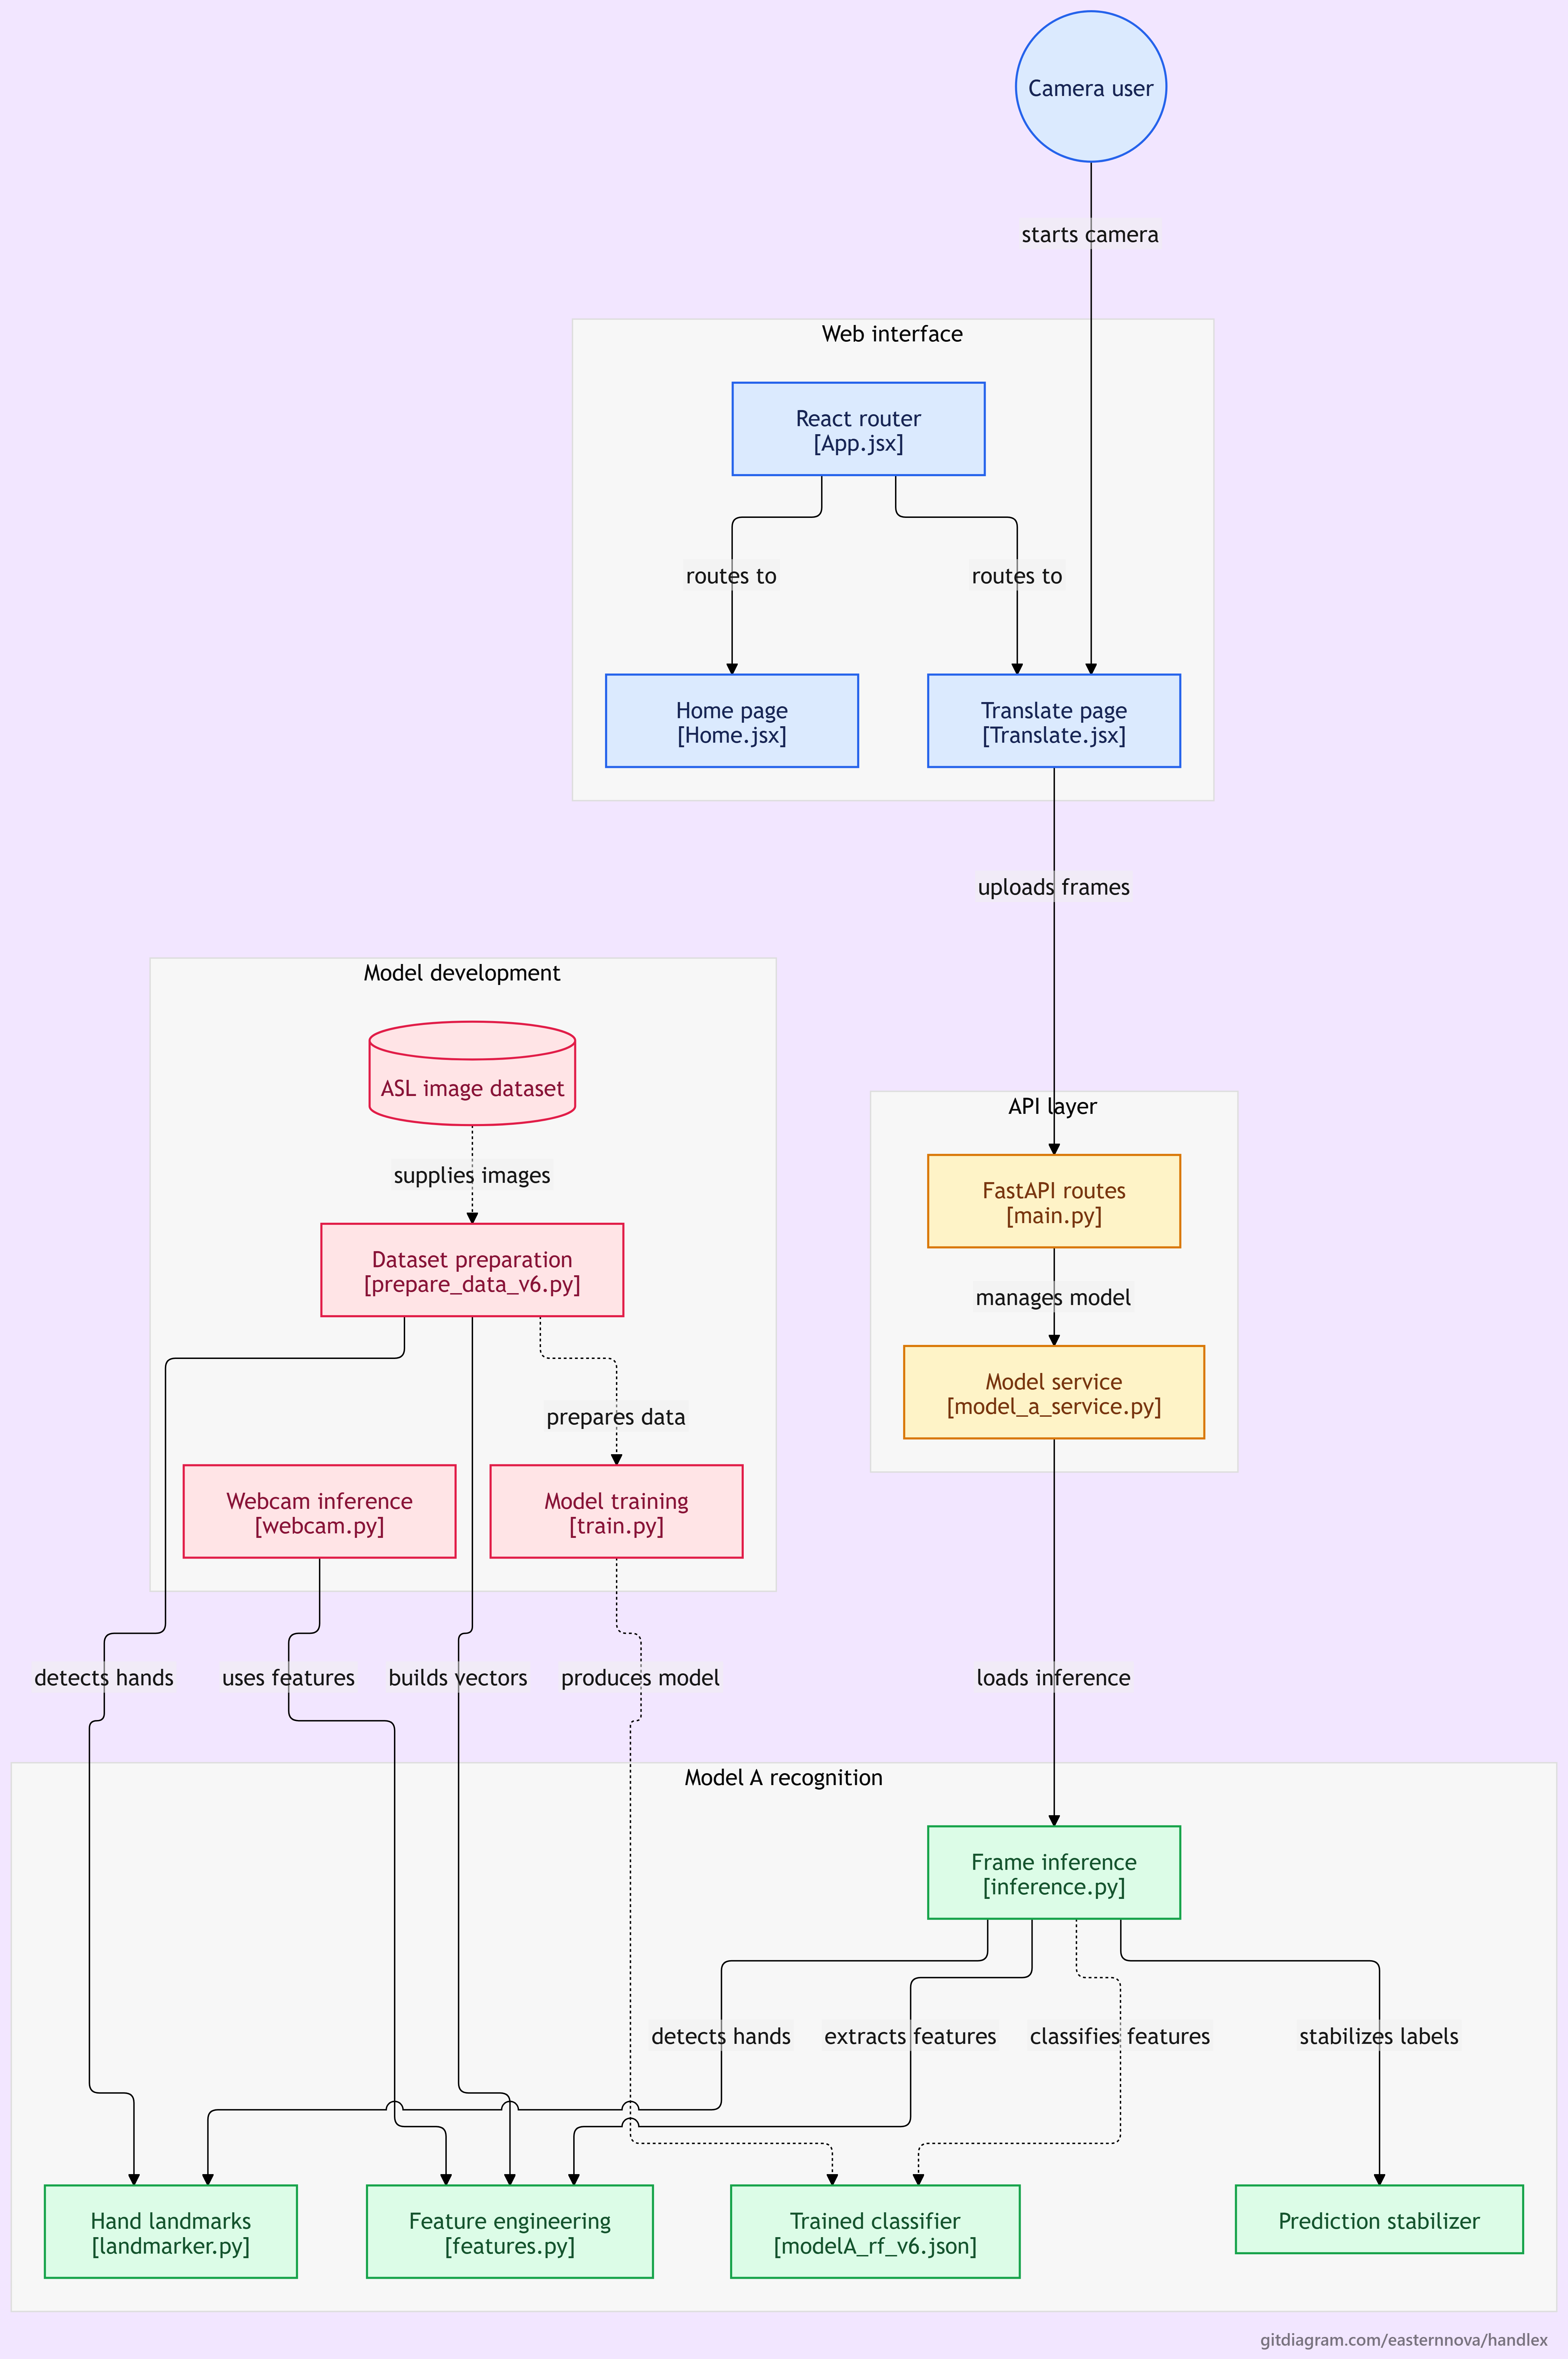 Camera user
starts camera
Web interface
React router
[App.jsx]
routes to
routes to
Home page
[Home.jsx]
Translate page
[Translate.jsx]
uploads frames
Model development
ASL image dataset
supplies images
Dataset preparation
[prepare_data_v6.py]
prepares data
Webcam inference
[webcam.py]
Model training
[train.py]
API layer
FastAPI routes
[main.py]
manages model
Model service
[model_a_service.py]
detects hands
uses features
builds vectors
produces model
loads inference
Model A recognition
Frame inference
[inference.py]
detects hands
extracts features
classifies features
stabilizes labels
Hand landmarks
[landmarker.py]
Feature engineering
[features.py]
Trained classifier
[modelA_rf_v6.json]
Prediction stabilizer
gitdiagram.com/easternnova/handlex